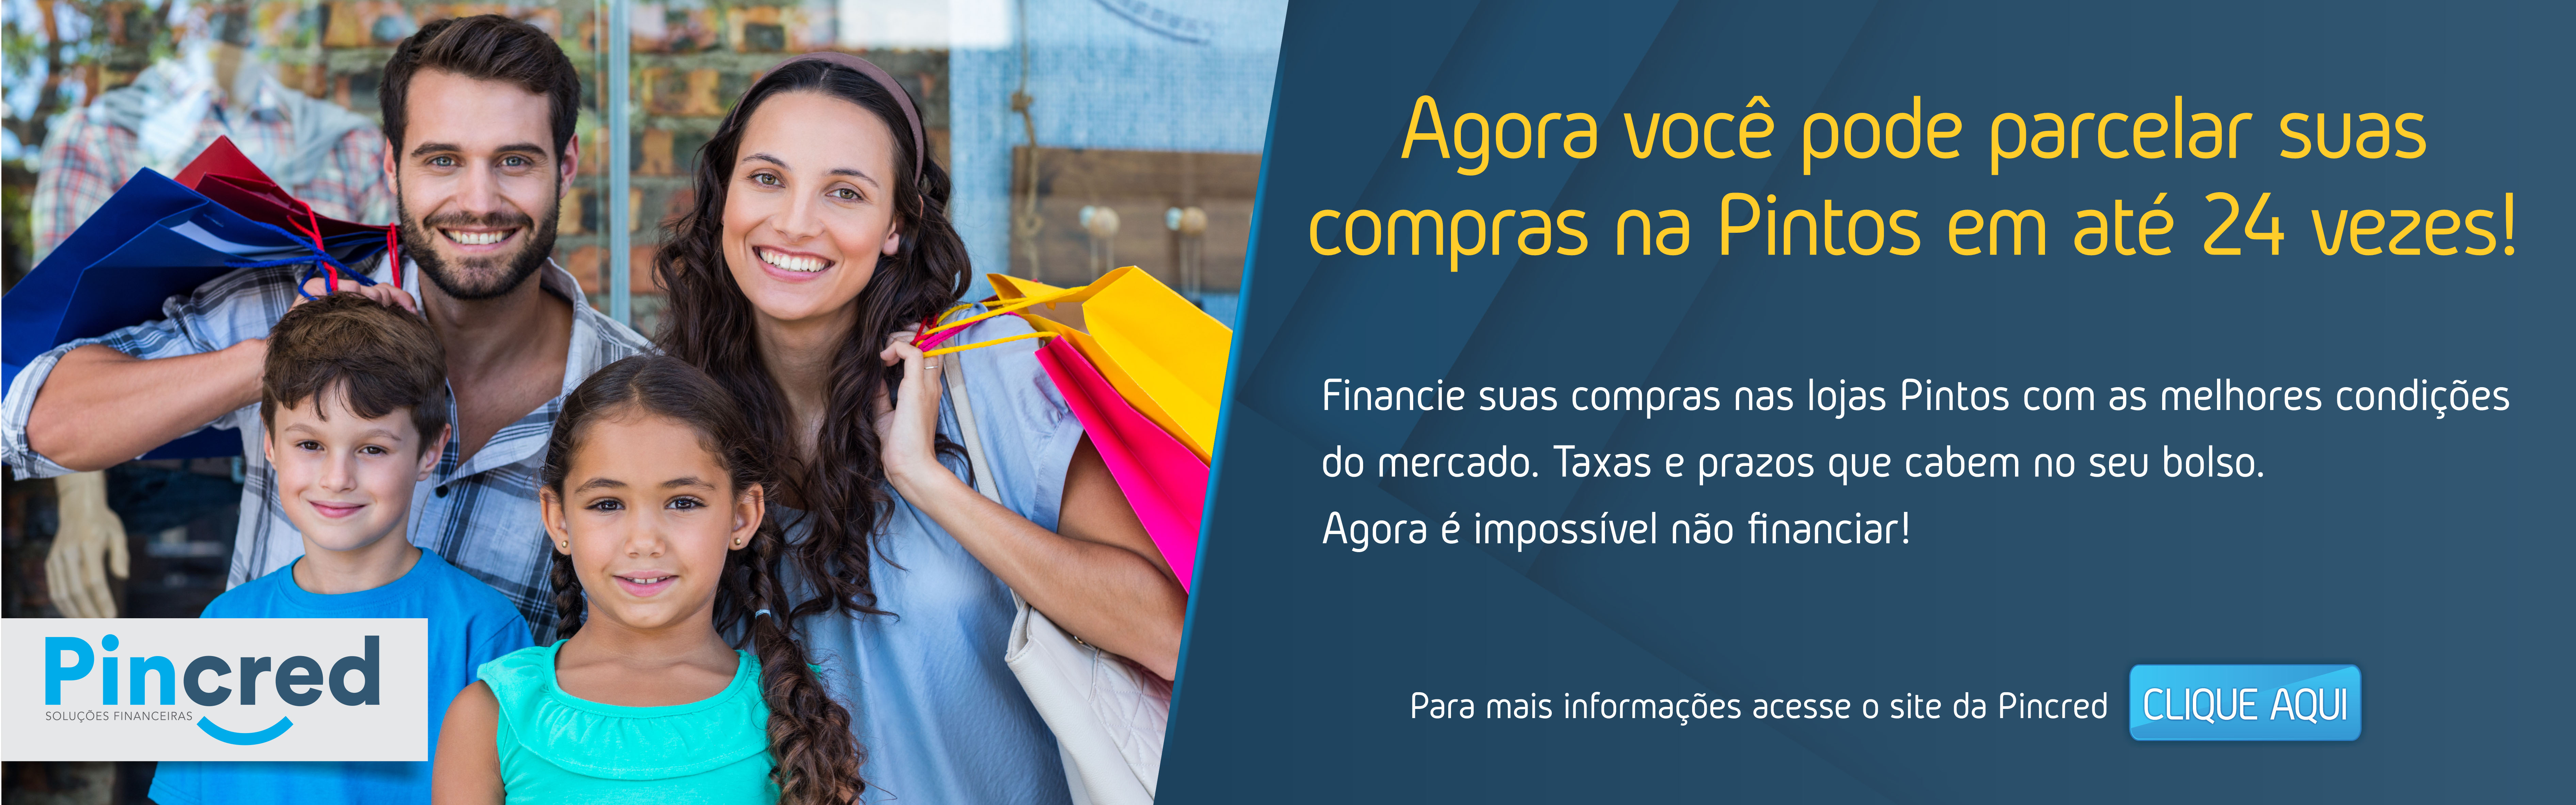 Agora você pode parcelar suas
compras na Pintos em até 24 vezes!
Financie suas compras nas lojas Pintos com as melhores condições
do mercado. Taxas e prazos que cabem no seu bolso.
Agora é impossível não financiar!
Para mais informações acesse o site da Pincred
CLIQUE AQUI
Pincred
SOLUÇÕES FINANCEIRAS